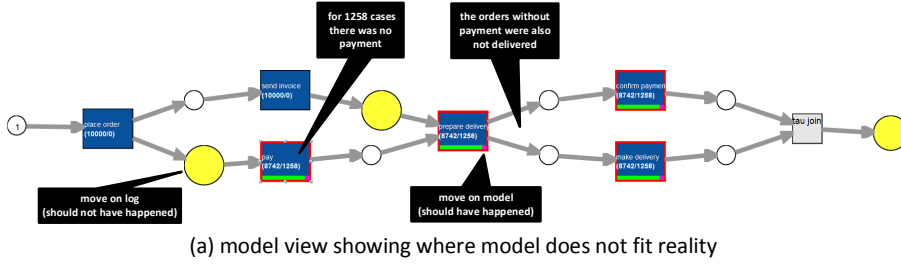 for 1258 cases
there was no
payment
the orders without
payment were also
not delivered
send invoice
(10000/0)
confirm paymen
(8742/1258)
place order
(10000/0)
1
prepare delivery
(8742/1258)
tau join
pay
(8742/1258)
make delivery
(8742/1258)
move on log
(should not have happened)
move on model
(should have happened)
(a) model view showing where model does not fit reality